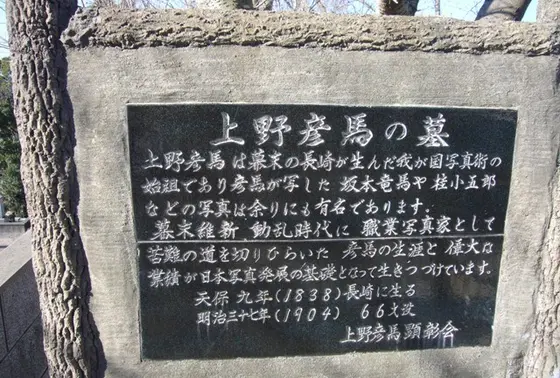 上野彦馬の墓
上野彦馬は幕末の長崎が生んだ我が国写真術の
始祖であり彦馬が写した 坂本竜馬や桂小五郎
などの写真は余りにも有名であります.
幕末維新 動乱時代に 職業写真家として
苦難の道を切りひらいた 彦馬の生涯と 偉大な
業績が日本写真発展の基礎となって生きつづけています.
天保 九年(1838)長崎に生る
明治三十七年(1904) 66才没
上野彦馬顕彰会